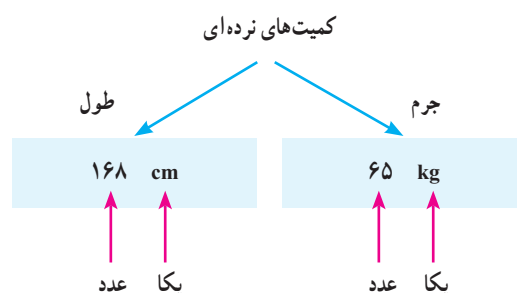 کمیت‌های نرده‌ای
جرم طول
۶۵ kg ۱۶۸ cm
عدد یکا عدد یکا